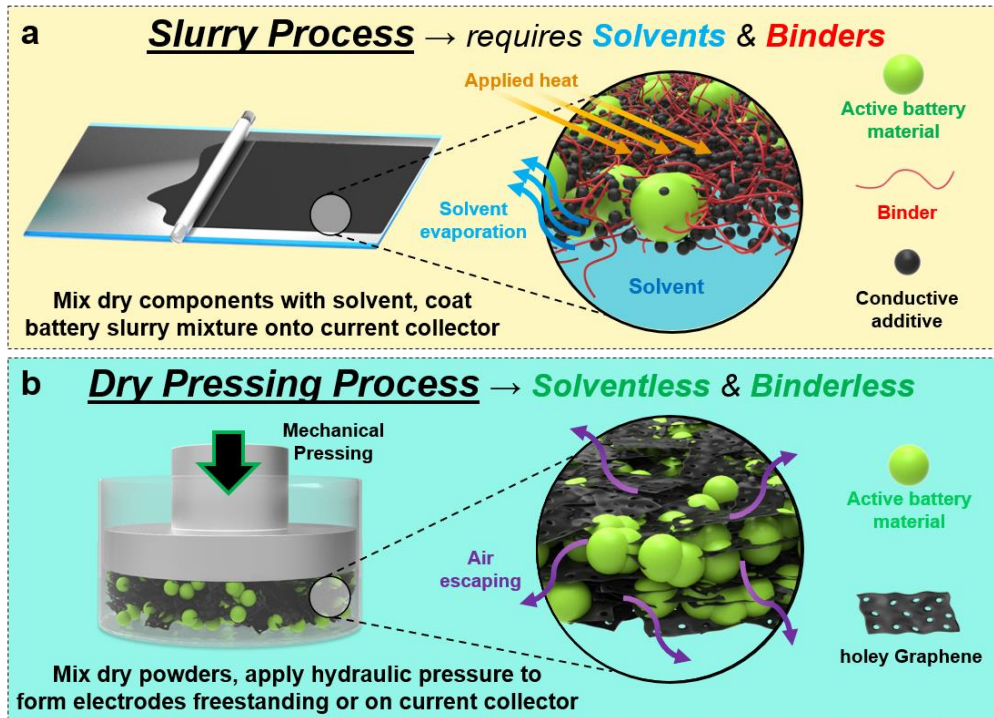 a
Slurry Process → requires Solvents & Binders
Applied heat
Solvent
evaporation
Solvent
Active battery
material
Binder
Conductive
additive
Mix dry components with solvent, coat
battery slurry mixture onto current collector
b
Dry Pressing Process → Solventless & Binderless
Mechanical
Pressing
Air
escaping
Active battery
material
holey Graphene
Mix dry powders, apply hydraulic pressure to
form electrodes freestanding or on current collector